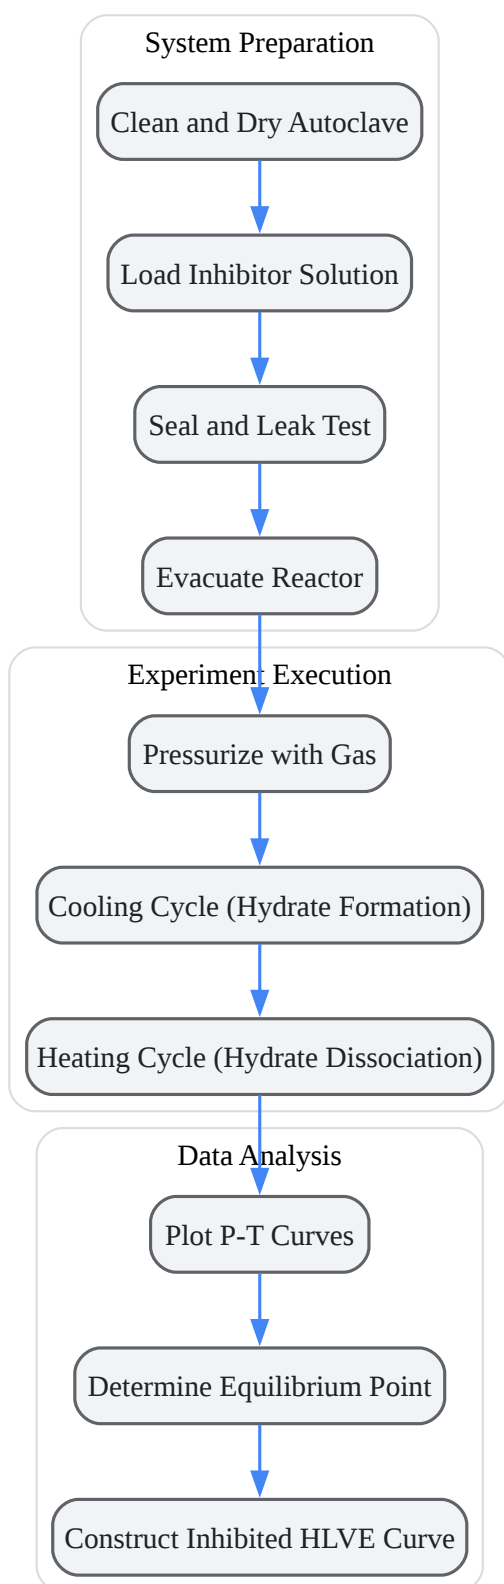 System Preparation
Clean and Dry Autoclave
Load Inhibitor Solution
Seal and Leak Test
Evacuate Reactor
Experiment Execution
Pressurize with Gas
Cooling Cycle (Hydrate Formation)
Heating Cycle (Hydrate Dissociation)
Data Analysis
Plot P-T Curves
Determine Equilibrium Point
Construct Inhibited HLVE Curve